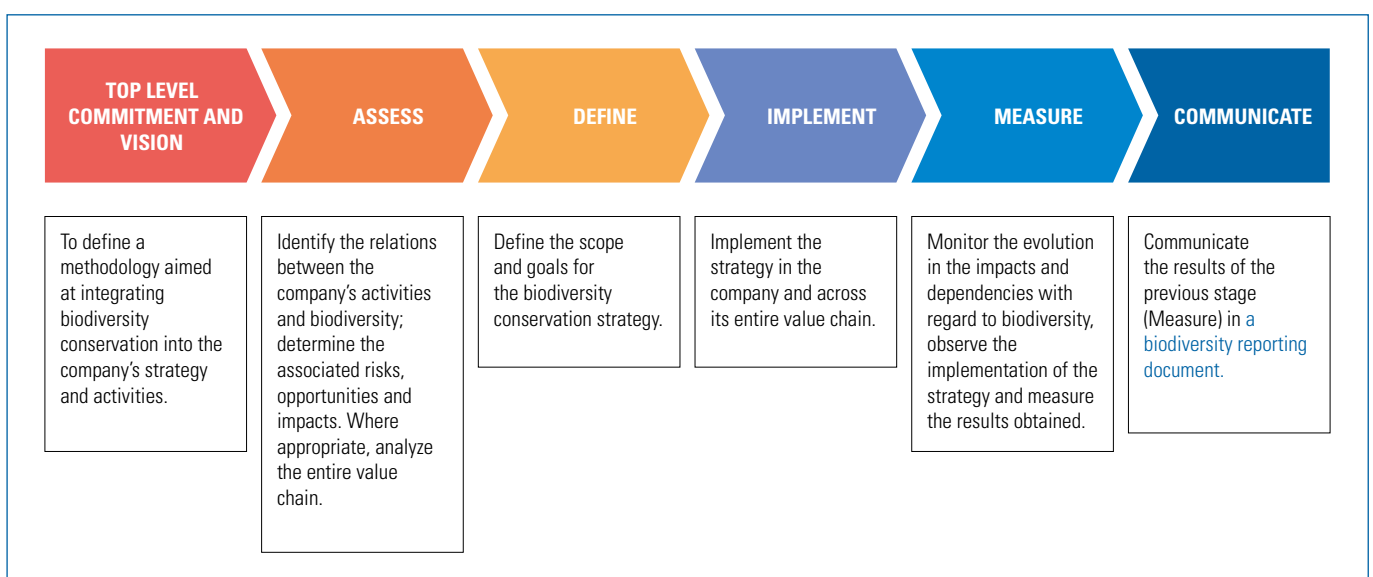 TOP LEVEL
COMMITMENT AND
VISION
ASSESS
DEFINE
IMPLEMENT
MEASURE
COMMUNICATE
To define a
methodology aimed
at integrating
biodiversity
conservation into the
company’s strategy
and activities.
Identify the relations
between the
company’s activities
and biodiversity;
determine the
associated risks,
opportunities and
impacts. Where
appropriate, analyze
the entire value
chain.
Define the scope
and goals for
the biodiversity
conservation strategy.
Implement the
strategy in the
company and across
its entire value chain.
Monitor the evolution
in the impacts and
dependencies with
regard to biodiversity,
observe the
implementation of the
strategy and measure
the results obtained.
Communicate
the results of the
previous stage
(Measure) in a
biodiversity reporting
document.